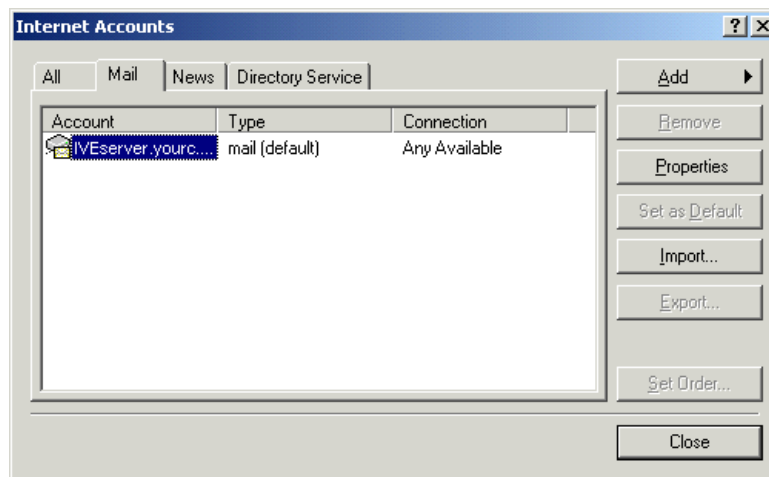 Internet Accounts
All Mail News Directory Service
Account Type Connection
IVEserver.yourc.... mail (default) Any Available
Add
Remove
Properties
Set as Default
Import...
Export...
Set Order...
Close